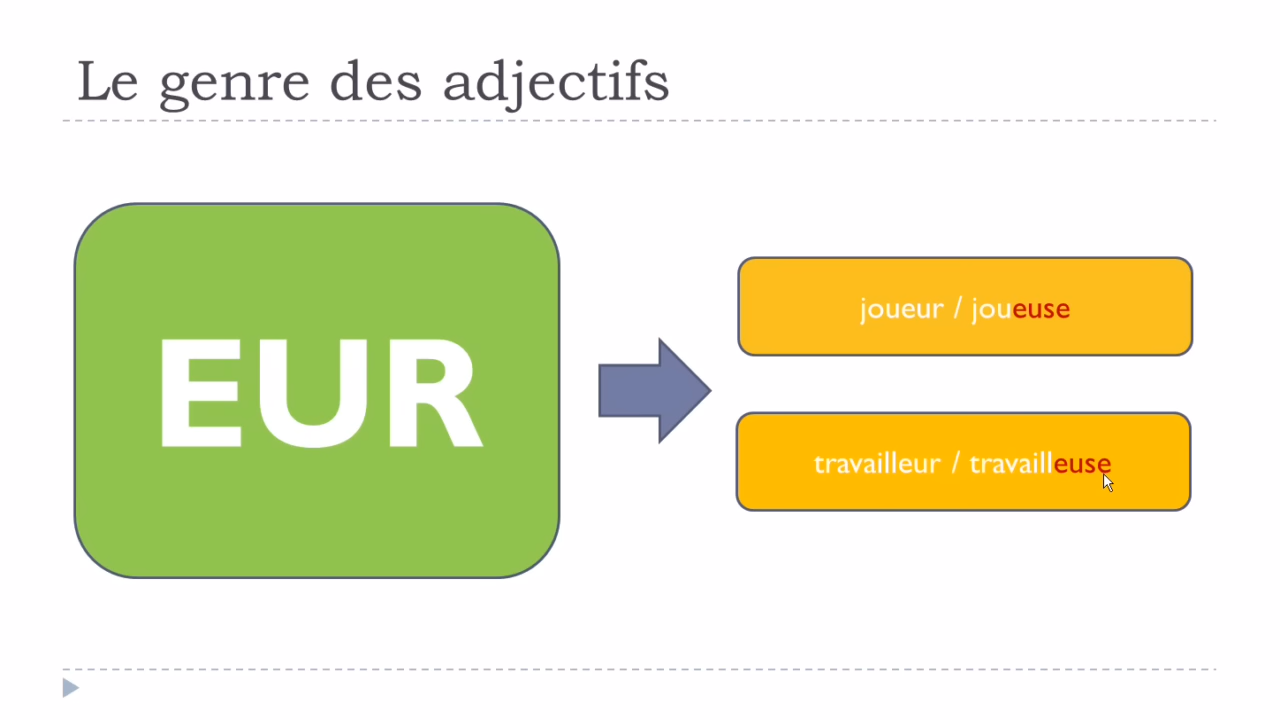 Le genre des adjectifs
EUR
joueur / joueuse
travailleur / travailleuse